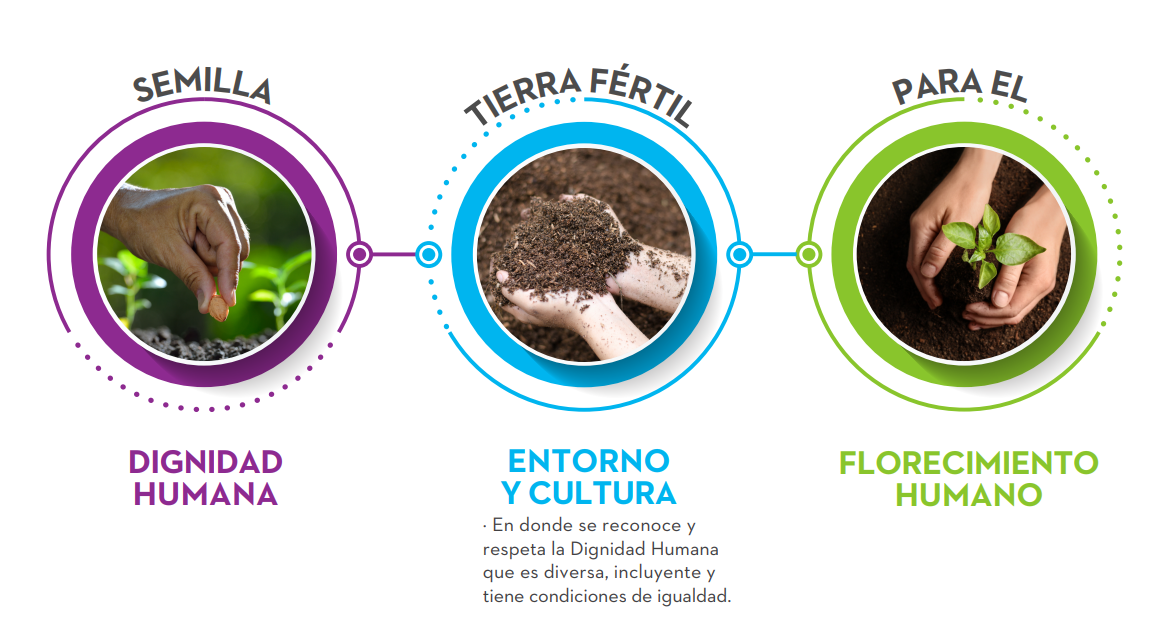 SEMILLA
DIGNIDAD
HUMANA
TIERRA FÉRTIL
ENTORNO
Y CULTURA
· En donde se reconoce y
respeta la Dignidad Humana
que es diversa, incluyente y
tiene condiciones de igualdad.
PARA EL
FLORECIMIENTO
HUMANO